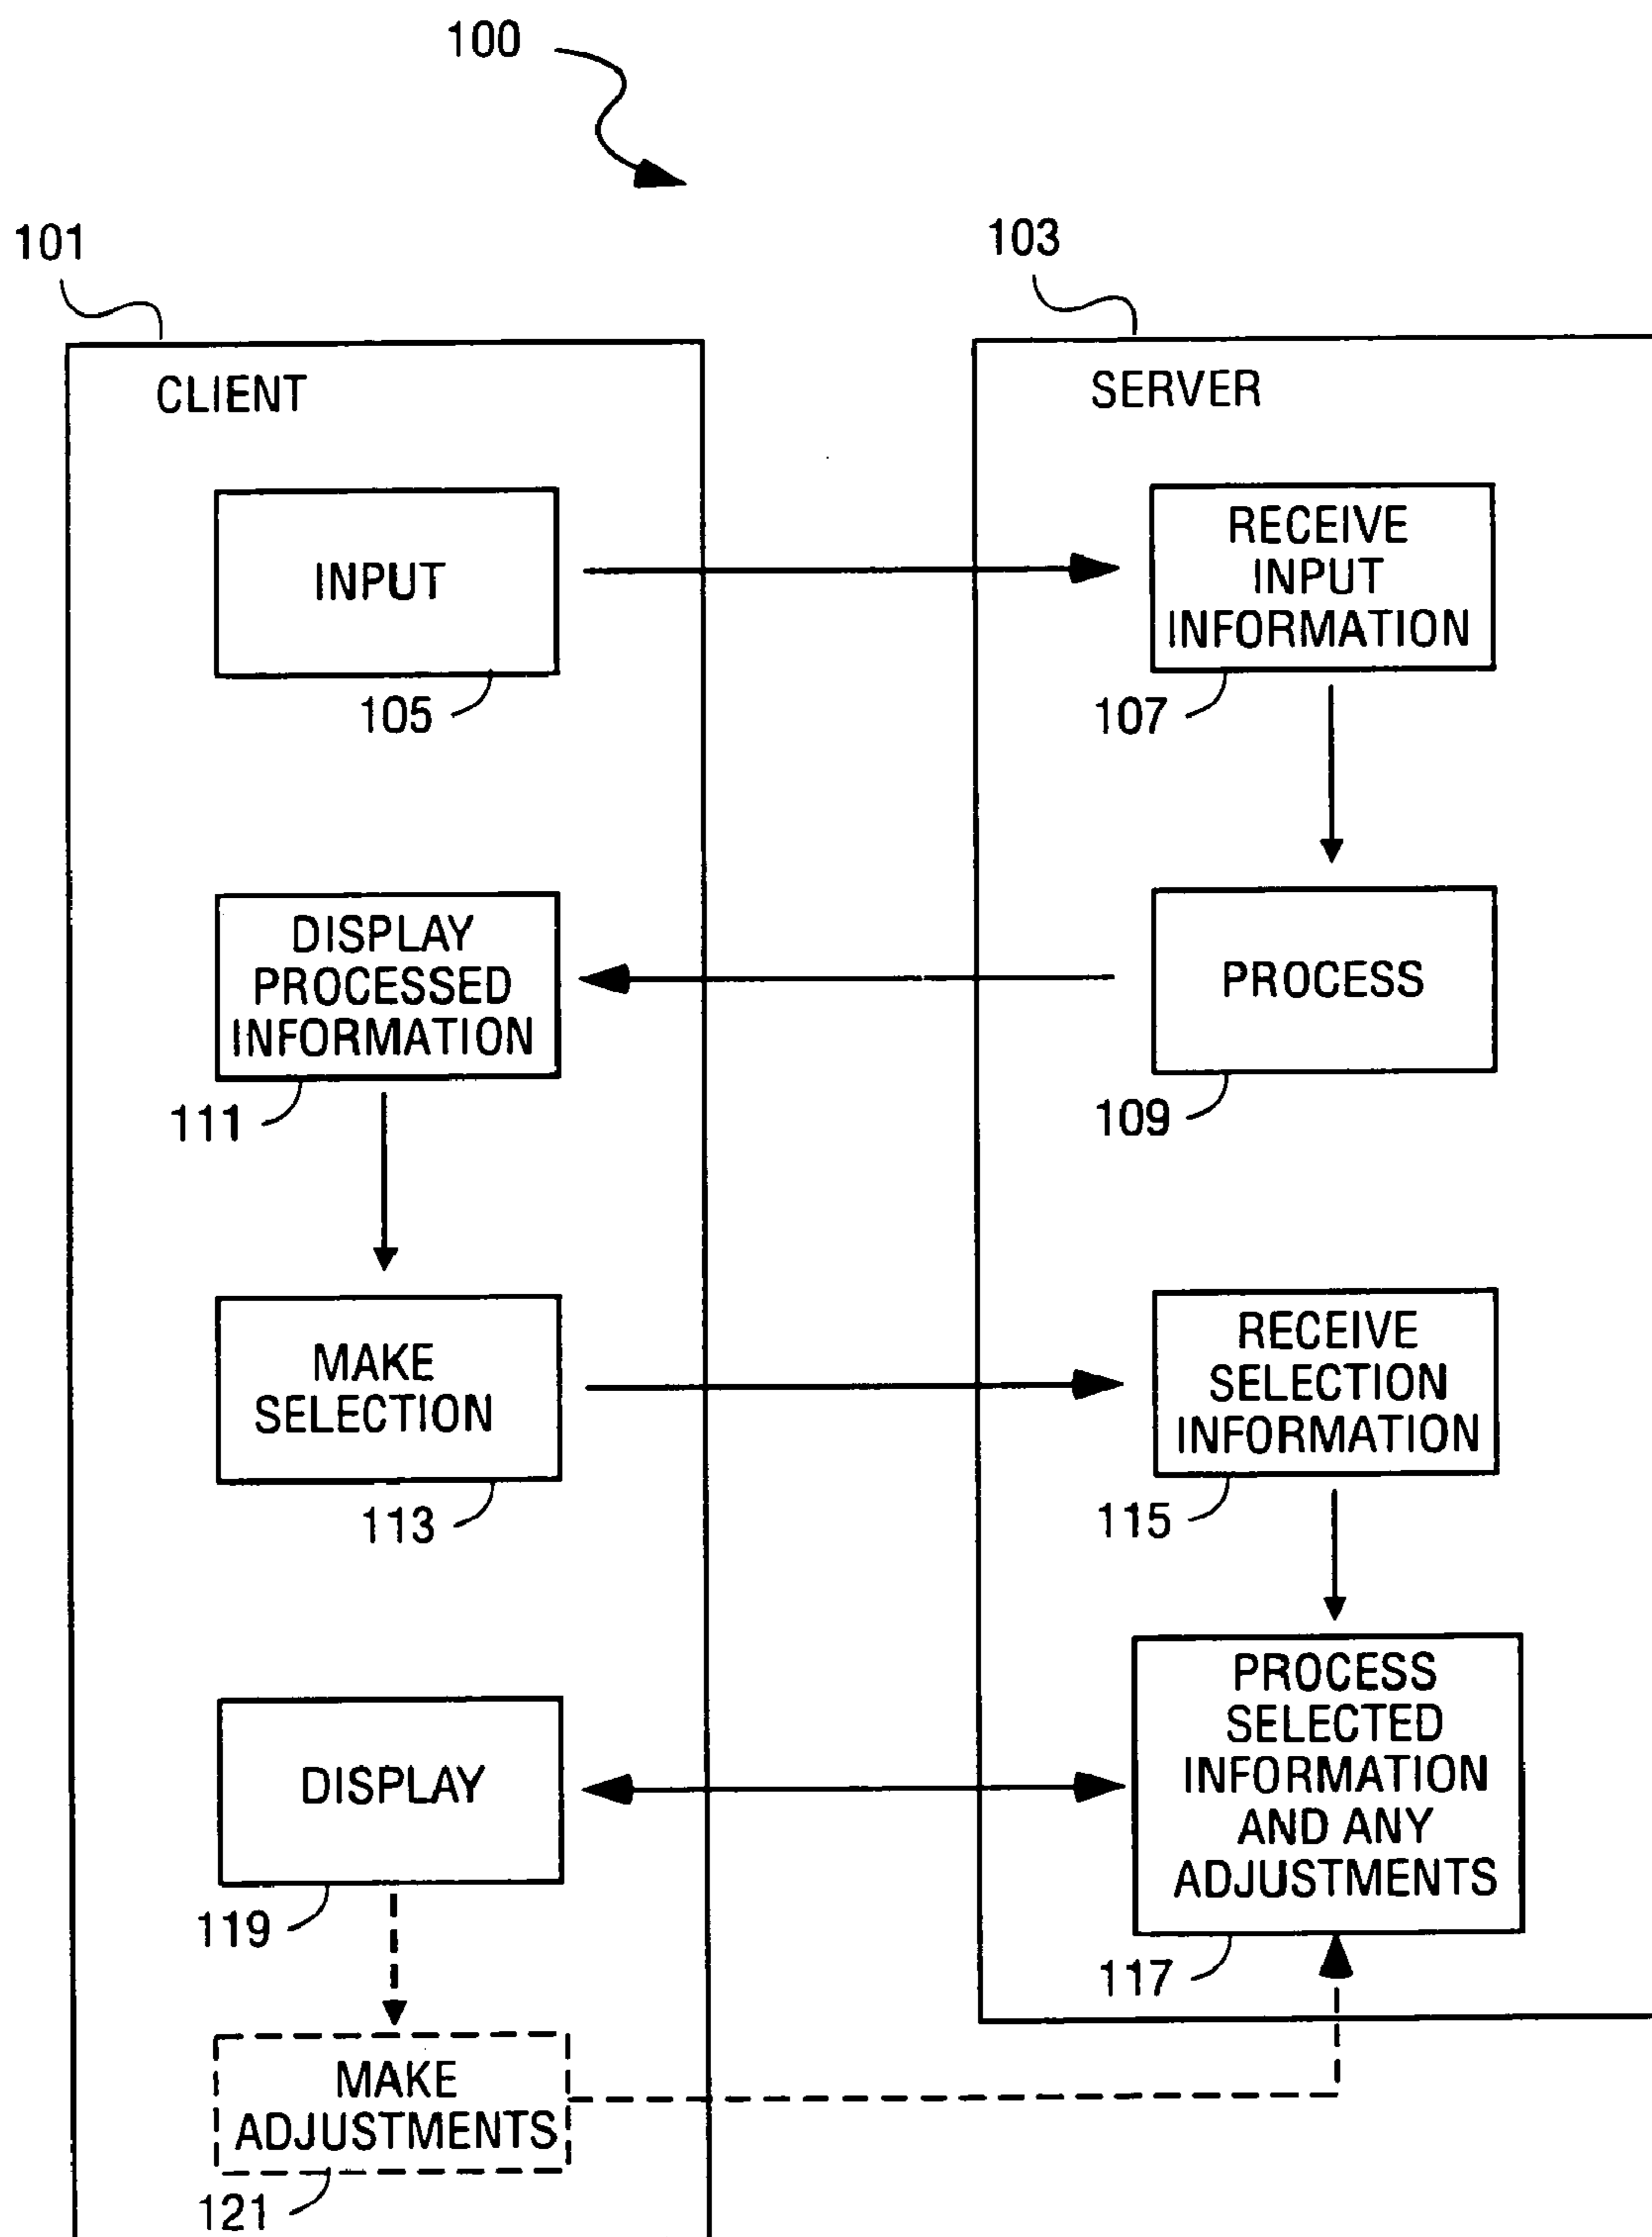 100
101
103
CLIENT
SERVER
INPUT
105
RECEIVE
INPUT
INFORMATION
107
DISPLAY
PROCESSED
INFORMATION
111
PROCESS
109
MAKE
SELECTION
113
RECEIVE
SELECTION
INFORMATION
115
DISPLAY
119
PROCESS
SELECTED
INFORMATION
AND ANY
ADJUSTMENTS
117
MAKE
ADJUSTMENTS
121